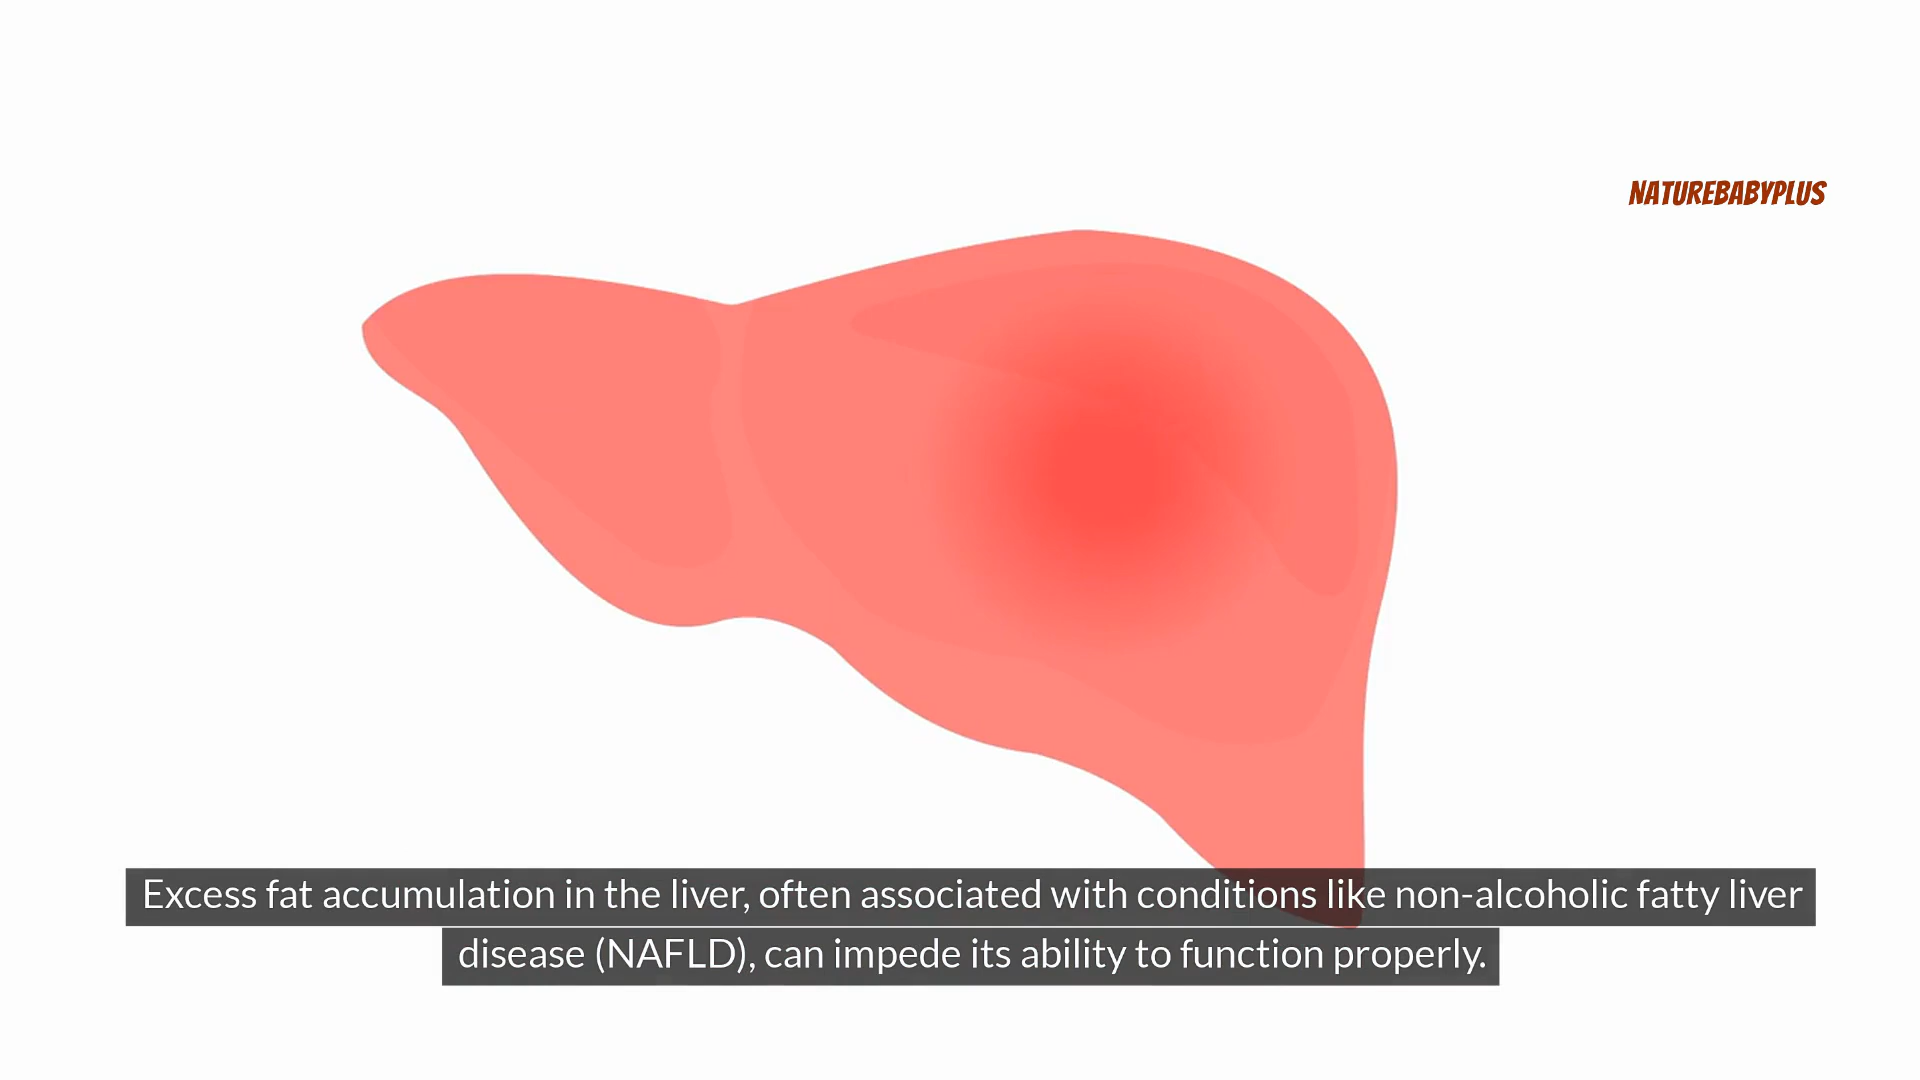 NATUREBABYPLUS
Excess fat accumulation in the liver, often associated with conditions like non-alcoholic fatty liver
disease (NAFLD), can impede its ability to function properly.